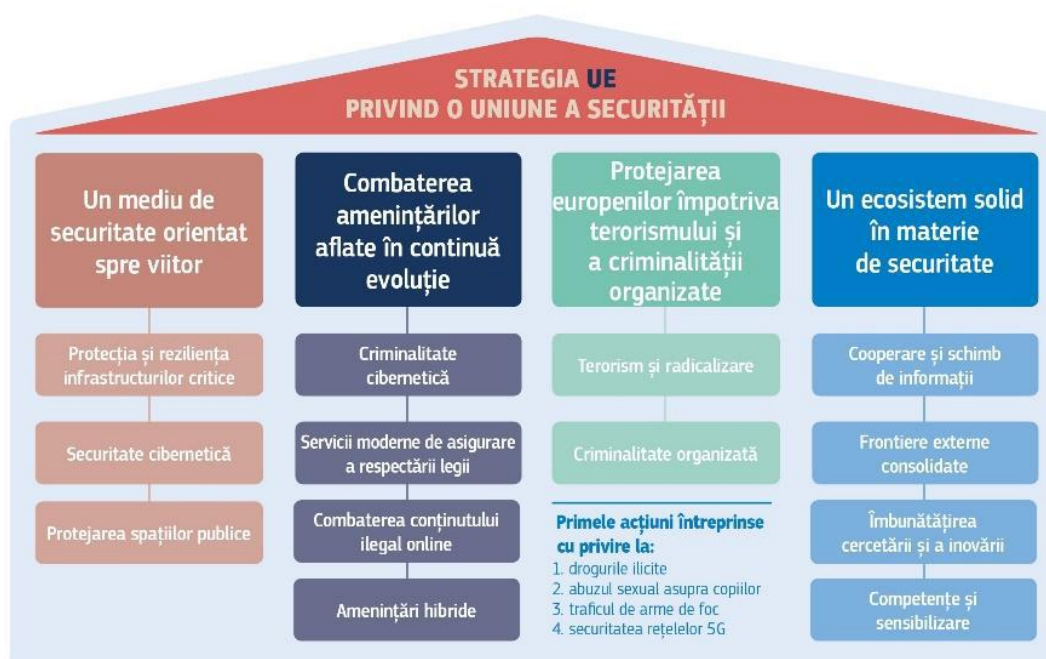 STRATEGIA UE
PRIVIND O UNIUNE A SECURITĂȚII
Un mediu de
securitate orientat
spre viitor
Protecția și reziliența
infrastructurilor critice
Securitate cibernetică
Protejarea spațiilor publice
Combaterea
amenințărilor
aflate în continuă
evoluție
Criminalitate
cibernetică
Servicii moderne de asigurare
a respectării legii
Combaterea conținutului
ilegal online
Amenințări hibride
Protejarea
europenilor împotriva
terorismului și
a criminalității
organizate
Terorism și radicalizare
Criminalitate organizată
Primele acțiuni întreprinse
cu privire la:
1. drogurile ilicite
2. abuzul sexual asupra copiilor
3. traficul de arme de foc
4. securitatea rețelelor 5G
Un ecosistem solid
în materie
de securitate
Cooperare și schimb
de informații
Frontiere externe
consolidate
Îmbunătățirea
cercetării și a inovării
Competențe și
sensibilizare